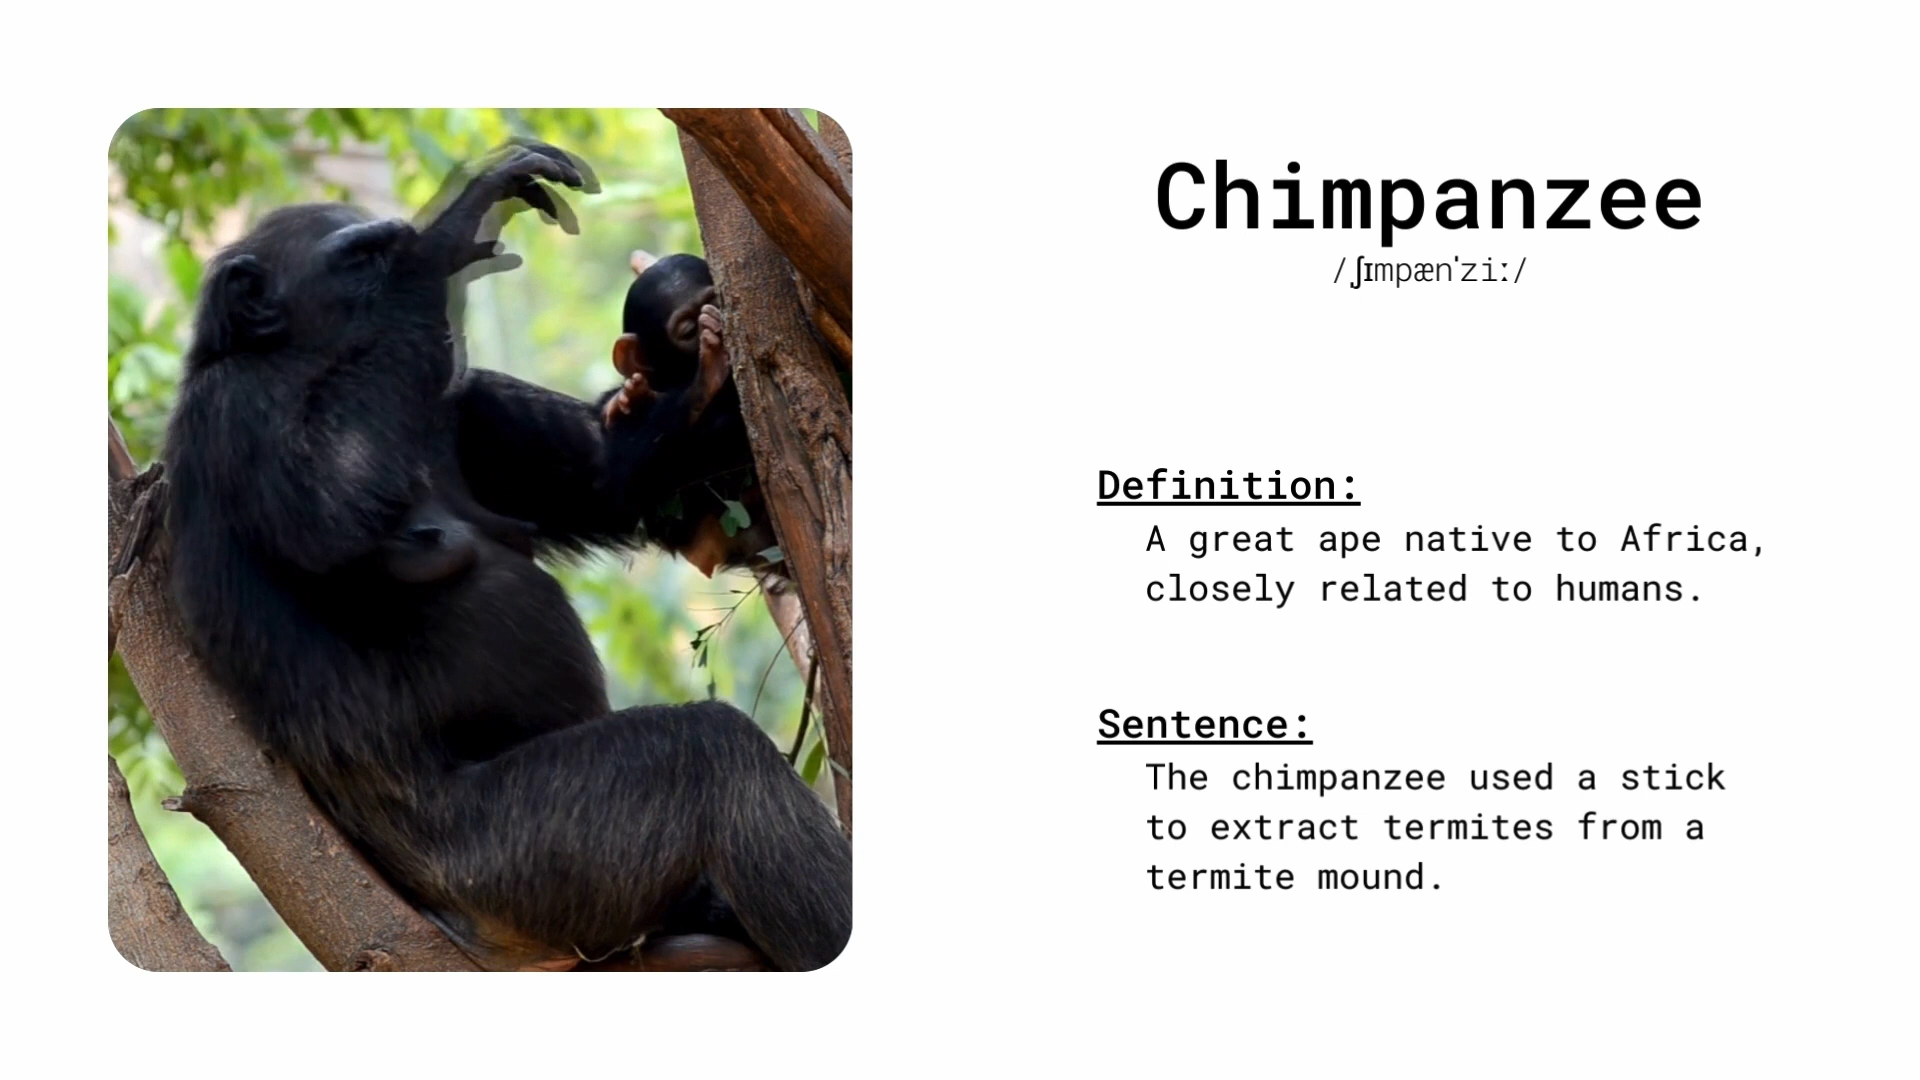 Chimpanzee
/ʃɪmpænˈziː/
Definition:
A great ape native to Africa,
closely related to humans.
Sentence:
The chimpanzee used a stick
to extract termites from a
termite mound.